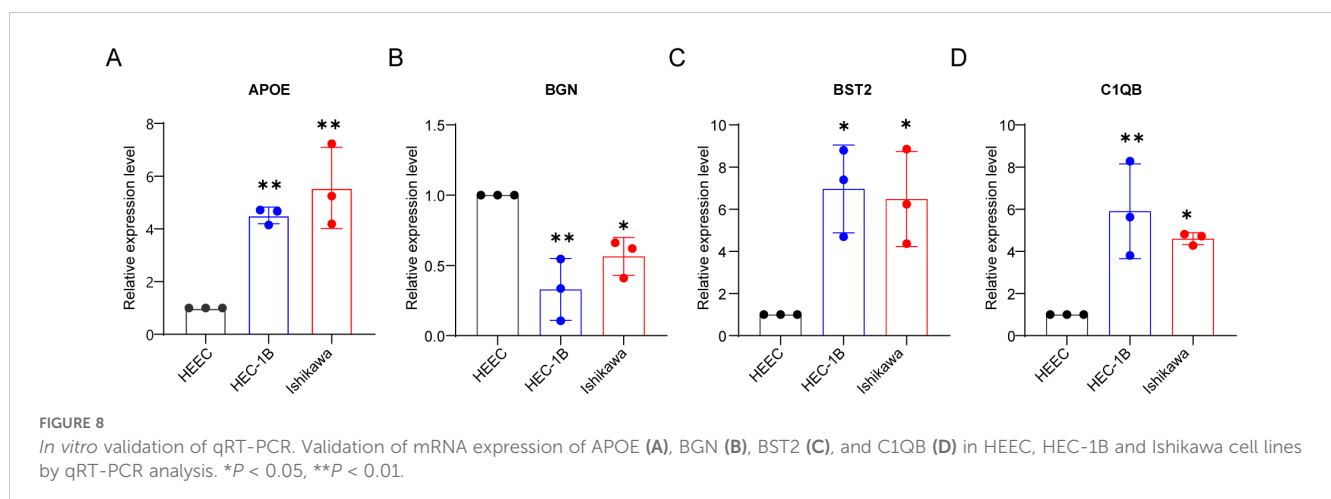 A
APOE
Relative expression level
8
6
4
2
0
**
**
HEEC
HEC-1B
Ishikawa
B
BGN
Relative expression level
1.5
1.0
0.5
0.0
**
*
HEEC
HEC-1B
Ishikawa
C
BST2
Relative expression level
10
8
6
4
2
0
*
*
HEEC
HEC-1B
Ishikawa
D
C1QB
Relative expression level
10
8
6
4
2
0
**
*
HEEC
HEC-1B
Ishikawa
FIGURE 8
In vitro validation of qRT-PCR. Validation of mRNA expression of APOE (A), BGN (B), BST2 (C), and C1QB (D) in HEEC, HEC-1B and Ishikawa cell lines
by qRT-PCR analysis. *P < 0.05, **P < 0.01.